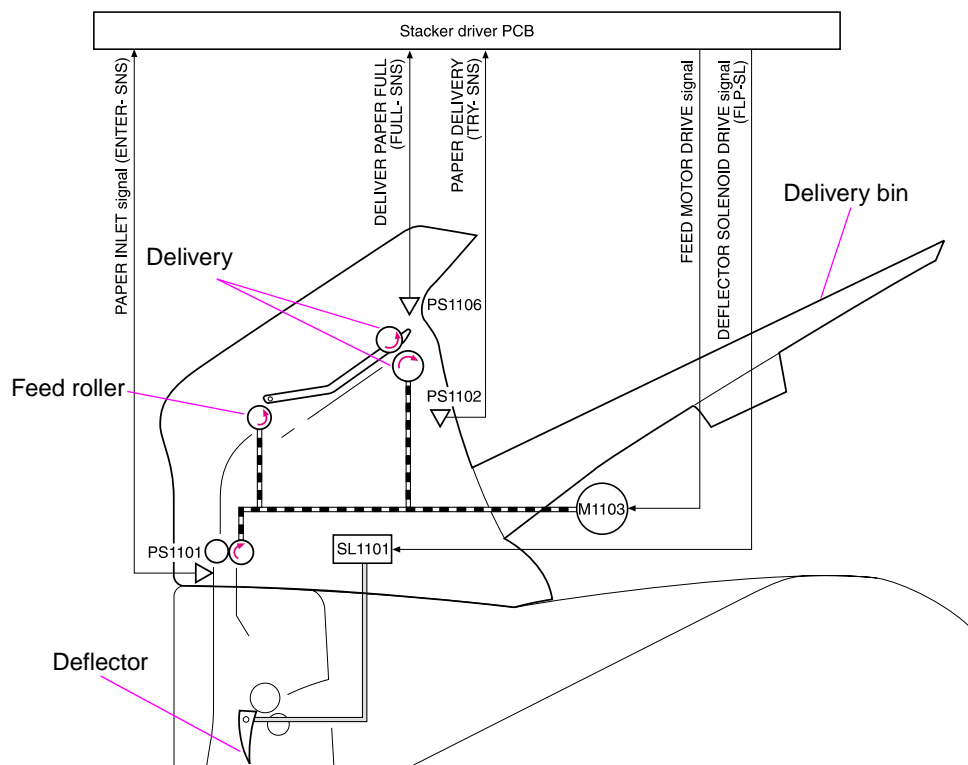 Stacker driver PCB
PAPER INLET signal (ENTER- SNS)
DELIVER PAPER FULL
(FULL- SNS)
PAPER DELIVERY
(TRY- SNS)
FEED MOTOR DRIVE signal
DEFLECTOR SOLENOID DRIVE signal
(FLP-SL)
Delivery bin
Delivery
PS1106
Feed roller
PS1102
M1103
PS1101
SL1101
Deflector